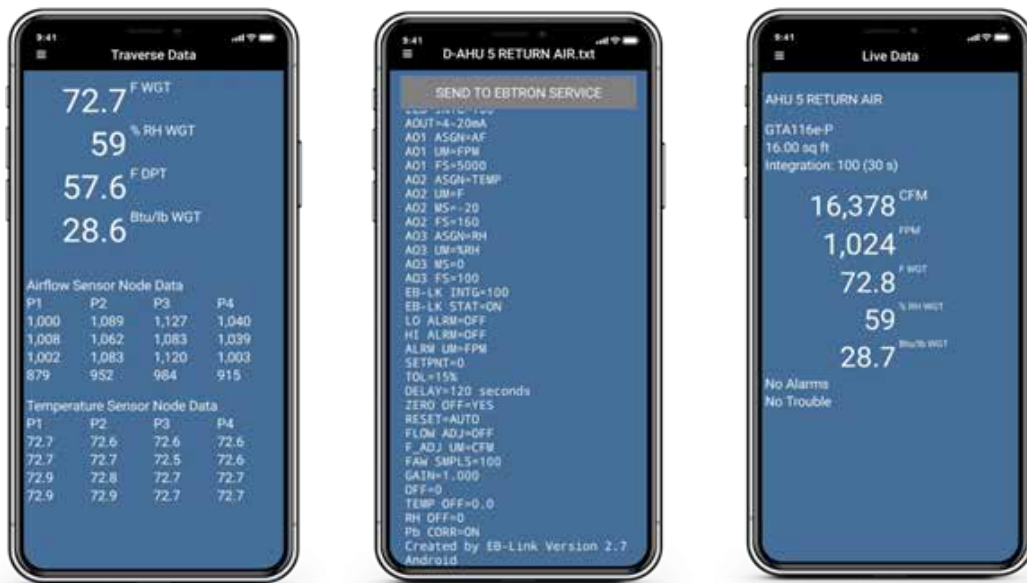 9:41
Traverse Data
72.7 F WGT
59 % RH WGT
57.6 F DPT
28.6 Btu/lb WGT
Airflow Sensor Node Data
P1 P2 P3 P4
1,000 1,089 1,127 1,040
1,008 1,062 1,083 1,039
1,002 1,083 1,120 1,003
879 952 984 915
Temperature Sensor Node Data
P1 P2 P3 P4
72.7 72.6 72.6 72.6
72.7 72.7 72.5 72.6
72.9 72.8 72.7 72.7
72.9 72.9 72.7 72.7
9:41
D-AHU 5 RETURN AIR.txt
SEND TO EBTRON SERVICE
AOUT=4-20mA
AO1 ASGN=AF
AO1 UM=FPM
AO1 FS=5000
AO2 ASGN=TEMP
AO2 UM=F
AO2 MS=-20
AO2 FS=160
AO3 ASGN=RH
AO3 UM=%RH
AO3 MS=0
AO3 FS=100
EB-LK INTG=100
EB-LK STAT=ON
LO ALRM=OFF
HI ALRM=OFF
ALRM UM=FPM
SETPNT=0
TOL=15%
DELAY=120 seconds
ZERO OFF=YES
RESET=AUTO
FLOW ADJ=OFF
F_ADJ UM=CFM
FAW SMPLS=100
GAIN=1.000
OFF=0
TEMP OFF=0.0
RH OFF=0
Pb CORR=ON
Created by EB-Link Version 2.7
Android
9:41
Live Data
AHU 5 RETURN AIR
GTA116e-P
16.00 sq ft
Integration: 100 (30 s)
16,378 CFM
1,024 FPM
72.8 F WGT
59 % RH WGT
28.7 Btu/lb WGT
No Alarms
No Trouble